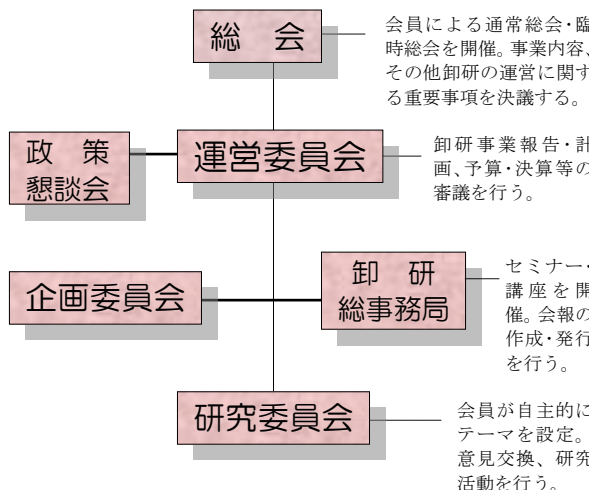 総　会
会員による通常総会・臨
時総会を開催。事業内容、
その他卸研の運営に関す
る重要事項を決議する。
政　策
懇談会
運営委員会
卸研事業報告・計
画、予算・決算等の
審議を行う。
企画委員会
卸　研
総事務局
セミナー・
講座を開
催。会報の
作成・発行
を行う。
研究委員会
会員が自主的に
テーマを設定。
意見交換、研究
活動を行う。